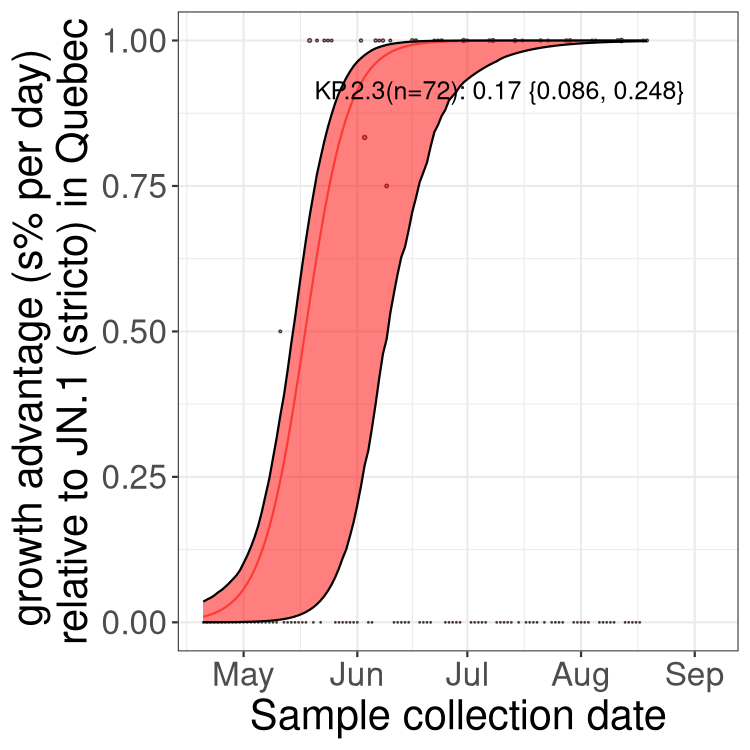 growth advantage (s% per day)
relative to JN.1 (stricto) in Quebec
1.00
0.75
0.50
0.25
0.00
KP.2.3(n=72): 0.17 {0.086, 0.248}
May Jun Jul Aug Sep
Sample collection date